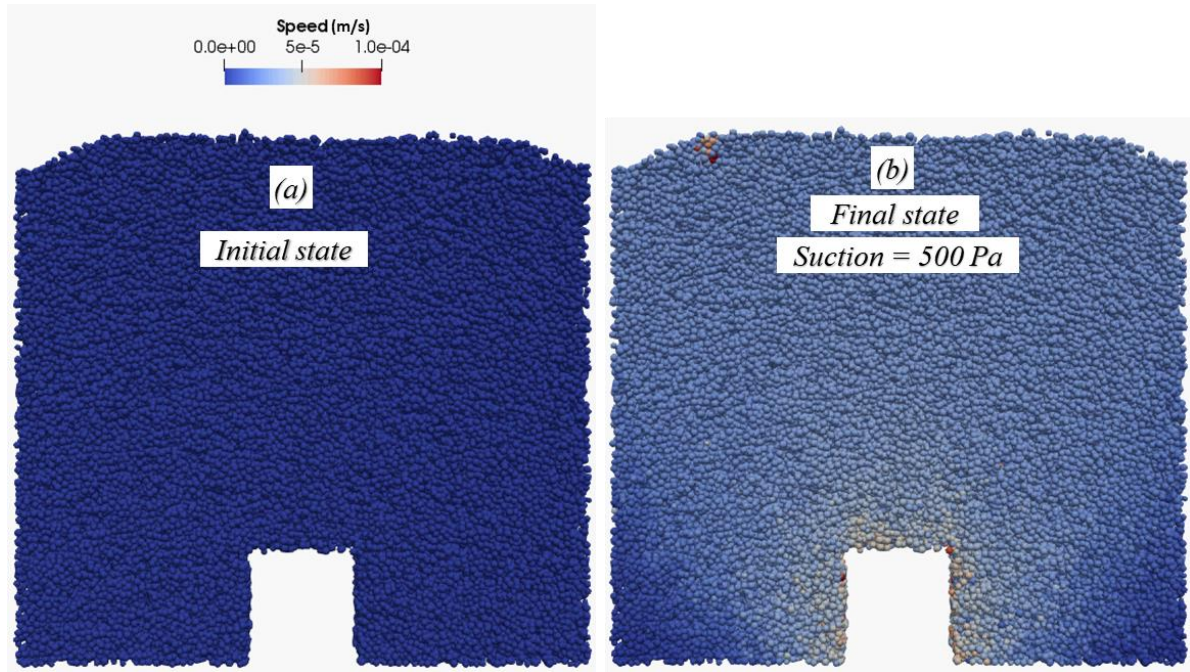 Speed (m/s)
0.0e+00 5e-5 1.0e-04
(a)
Initial state
(b)
Final state
Suction = 500 Pa